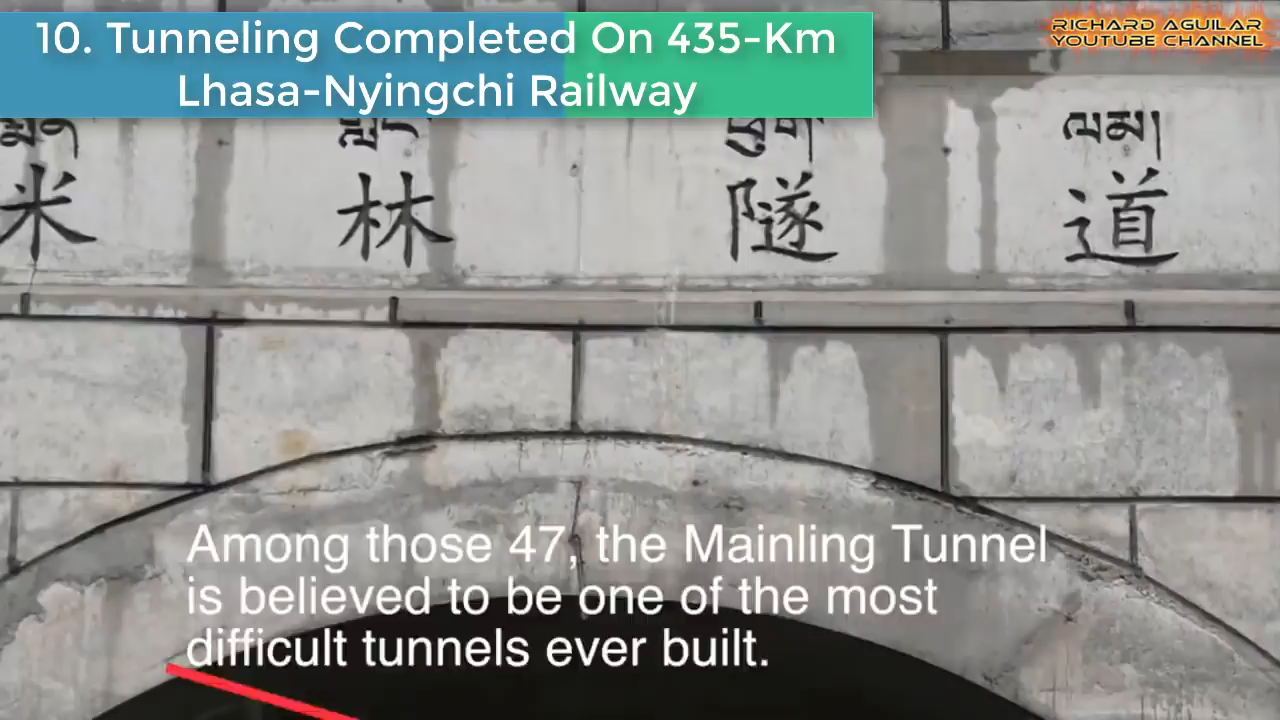 10. Tunneling Completed On 435-Km
Lhasa-Nyingchi Railway
RICHARD AGUILAR
YOUTUBE CHANNEL
米 林 隧 道
Among those 47, the Mainling Tunnel
is believed to be one of the most
difficult tunnels ever built.